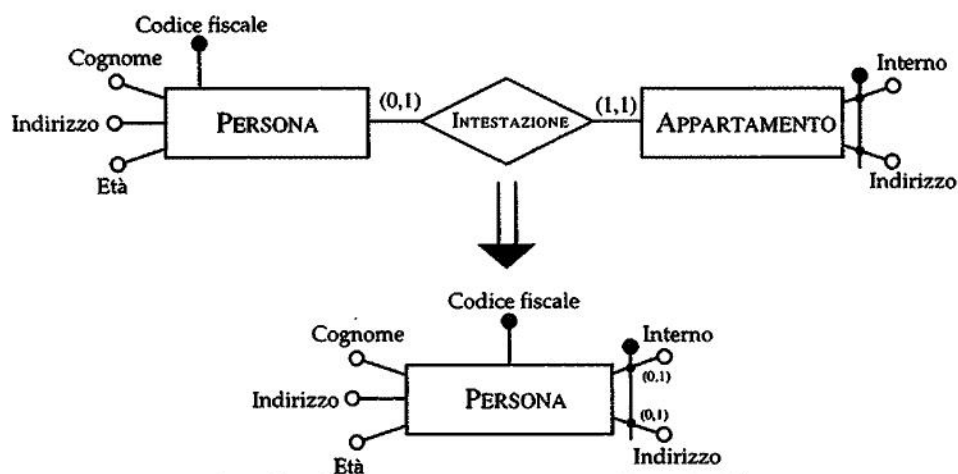 Codice fiscale
Cognome
Indirizzo
Età
PERSONA
(0,1)
INTESTAZIONE
(1,1)
APPARTAMENTO
Interno
Indirizzo
Codice fiscale
Cognome
Indirizzo
Età
PERSONA
Interno
(0,1)
(0,1)
Indirizzo